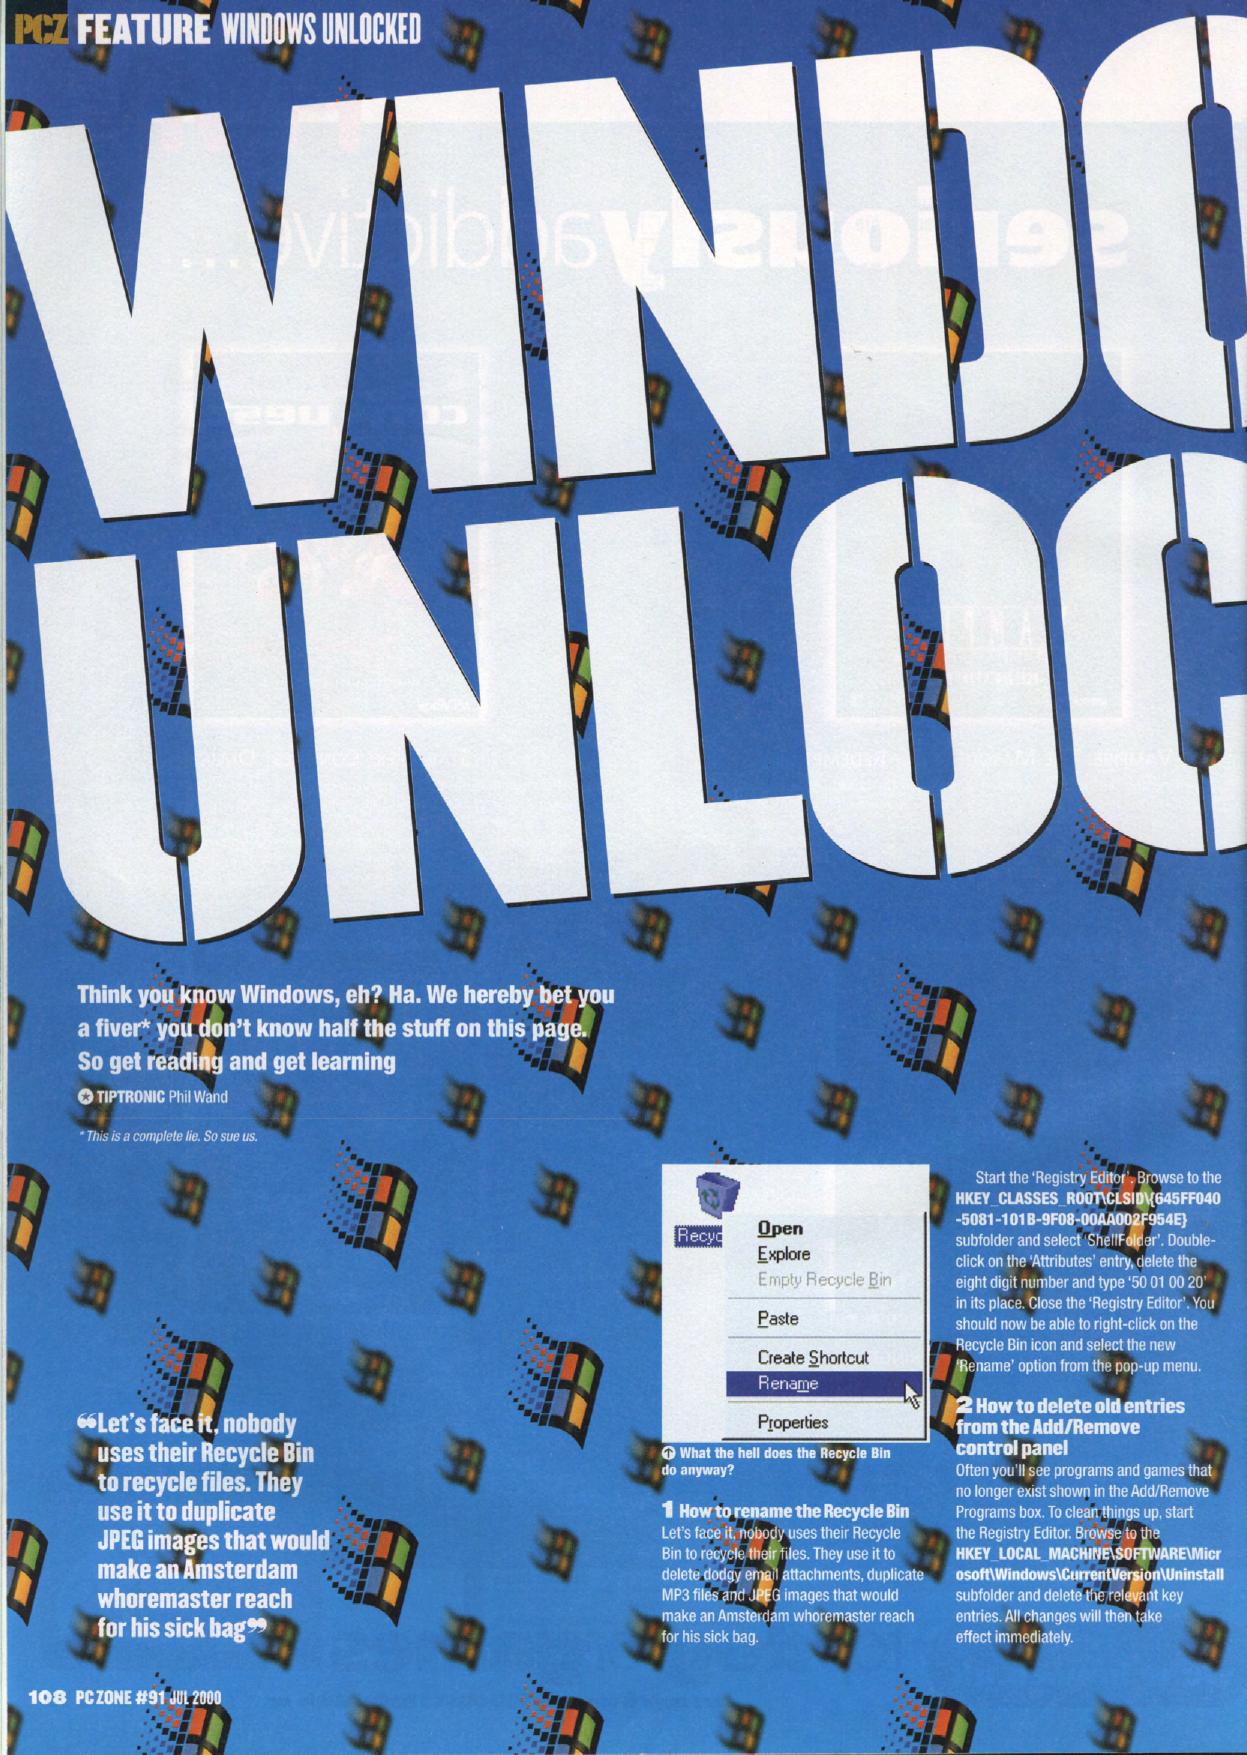 PCZ FEATURE WINDOWS UNLOCKED
WINDO
UNLOC
Think you know Windows, eh? Ha. We hereby bet you
a fiver* you don't know half the stuff on this page.
So get reading and get learning
TIPTRONIC Phil Wand
* This is a complete lie. So sue us.
“Let's face it, nobody
uses their Recycle Bin
to recycle files. They
use it to duplicate
JPEG images that would
make an Amsterdam
whoremaster reach
for his sick bag”
Recyc
Open
Explore
Empty Recycle Bin
Paste
Create Shortcut
Rename
Properties
What the hell does the Recycle Bin
do anyway?
1 How to rename the Recycle Bin
Let's face it, nobody uses their Recycle
Bin to recycle their files. They use it to
delete dodgy email attachments, duplicate
MP3 files and JPEG images that would
make an Amsterdam whoremaster reach
for his sick bag.
Start the 'Registry Editor'. Browse to the
HKEY_CLASSES_ROOT\CLSID\{645FF040
-5081-101B-9F08-00AA002F954E}
subfolder and select 'ShellFolder'. Double-
click on the 'Attributes' entry, delete the
eight digit number and type '50 01 00 20'
in its place. Close the 'Registry Editor'. You
should now be able to right-click on the
Recycle Bin icon and select the new
'Rename' option from the pop-up menu.
2 How to delete old entries
from the Add/Remove
control panel
Often you'll see programs and games that
no longer exist shown in the Add/Remove
Programs box. To clean things up, start
the Registry Editor. Browse to the
HKEY_LOCAL_MACHINE\SOFTWARE\Micr
osoft\Windows\CurrentVersion\Uninstall
subfolder and delete the relevant key
entries. All changes will then take
effect immediately.
108 PCZONE #91 JUL 2000